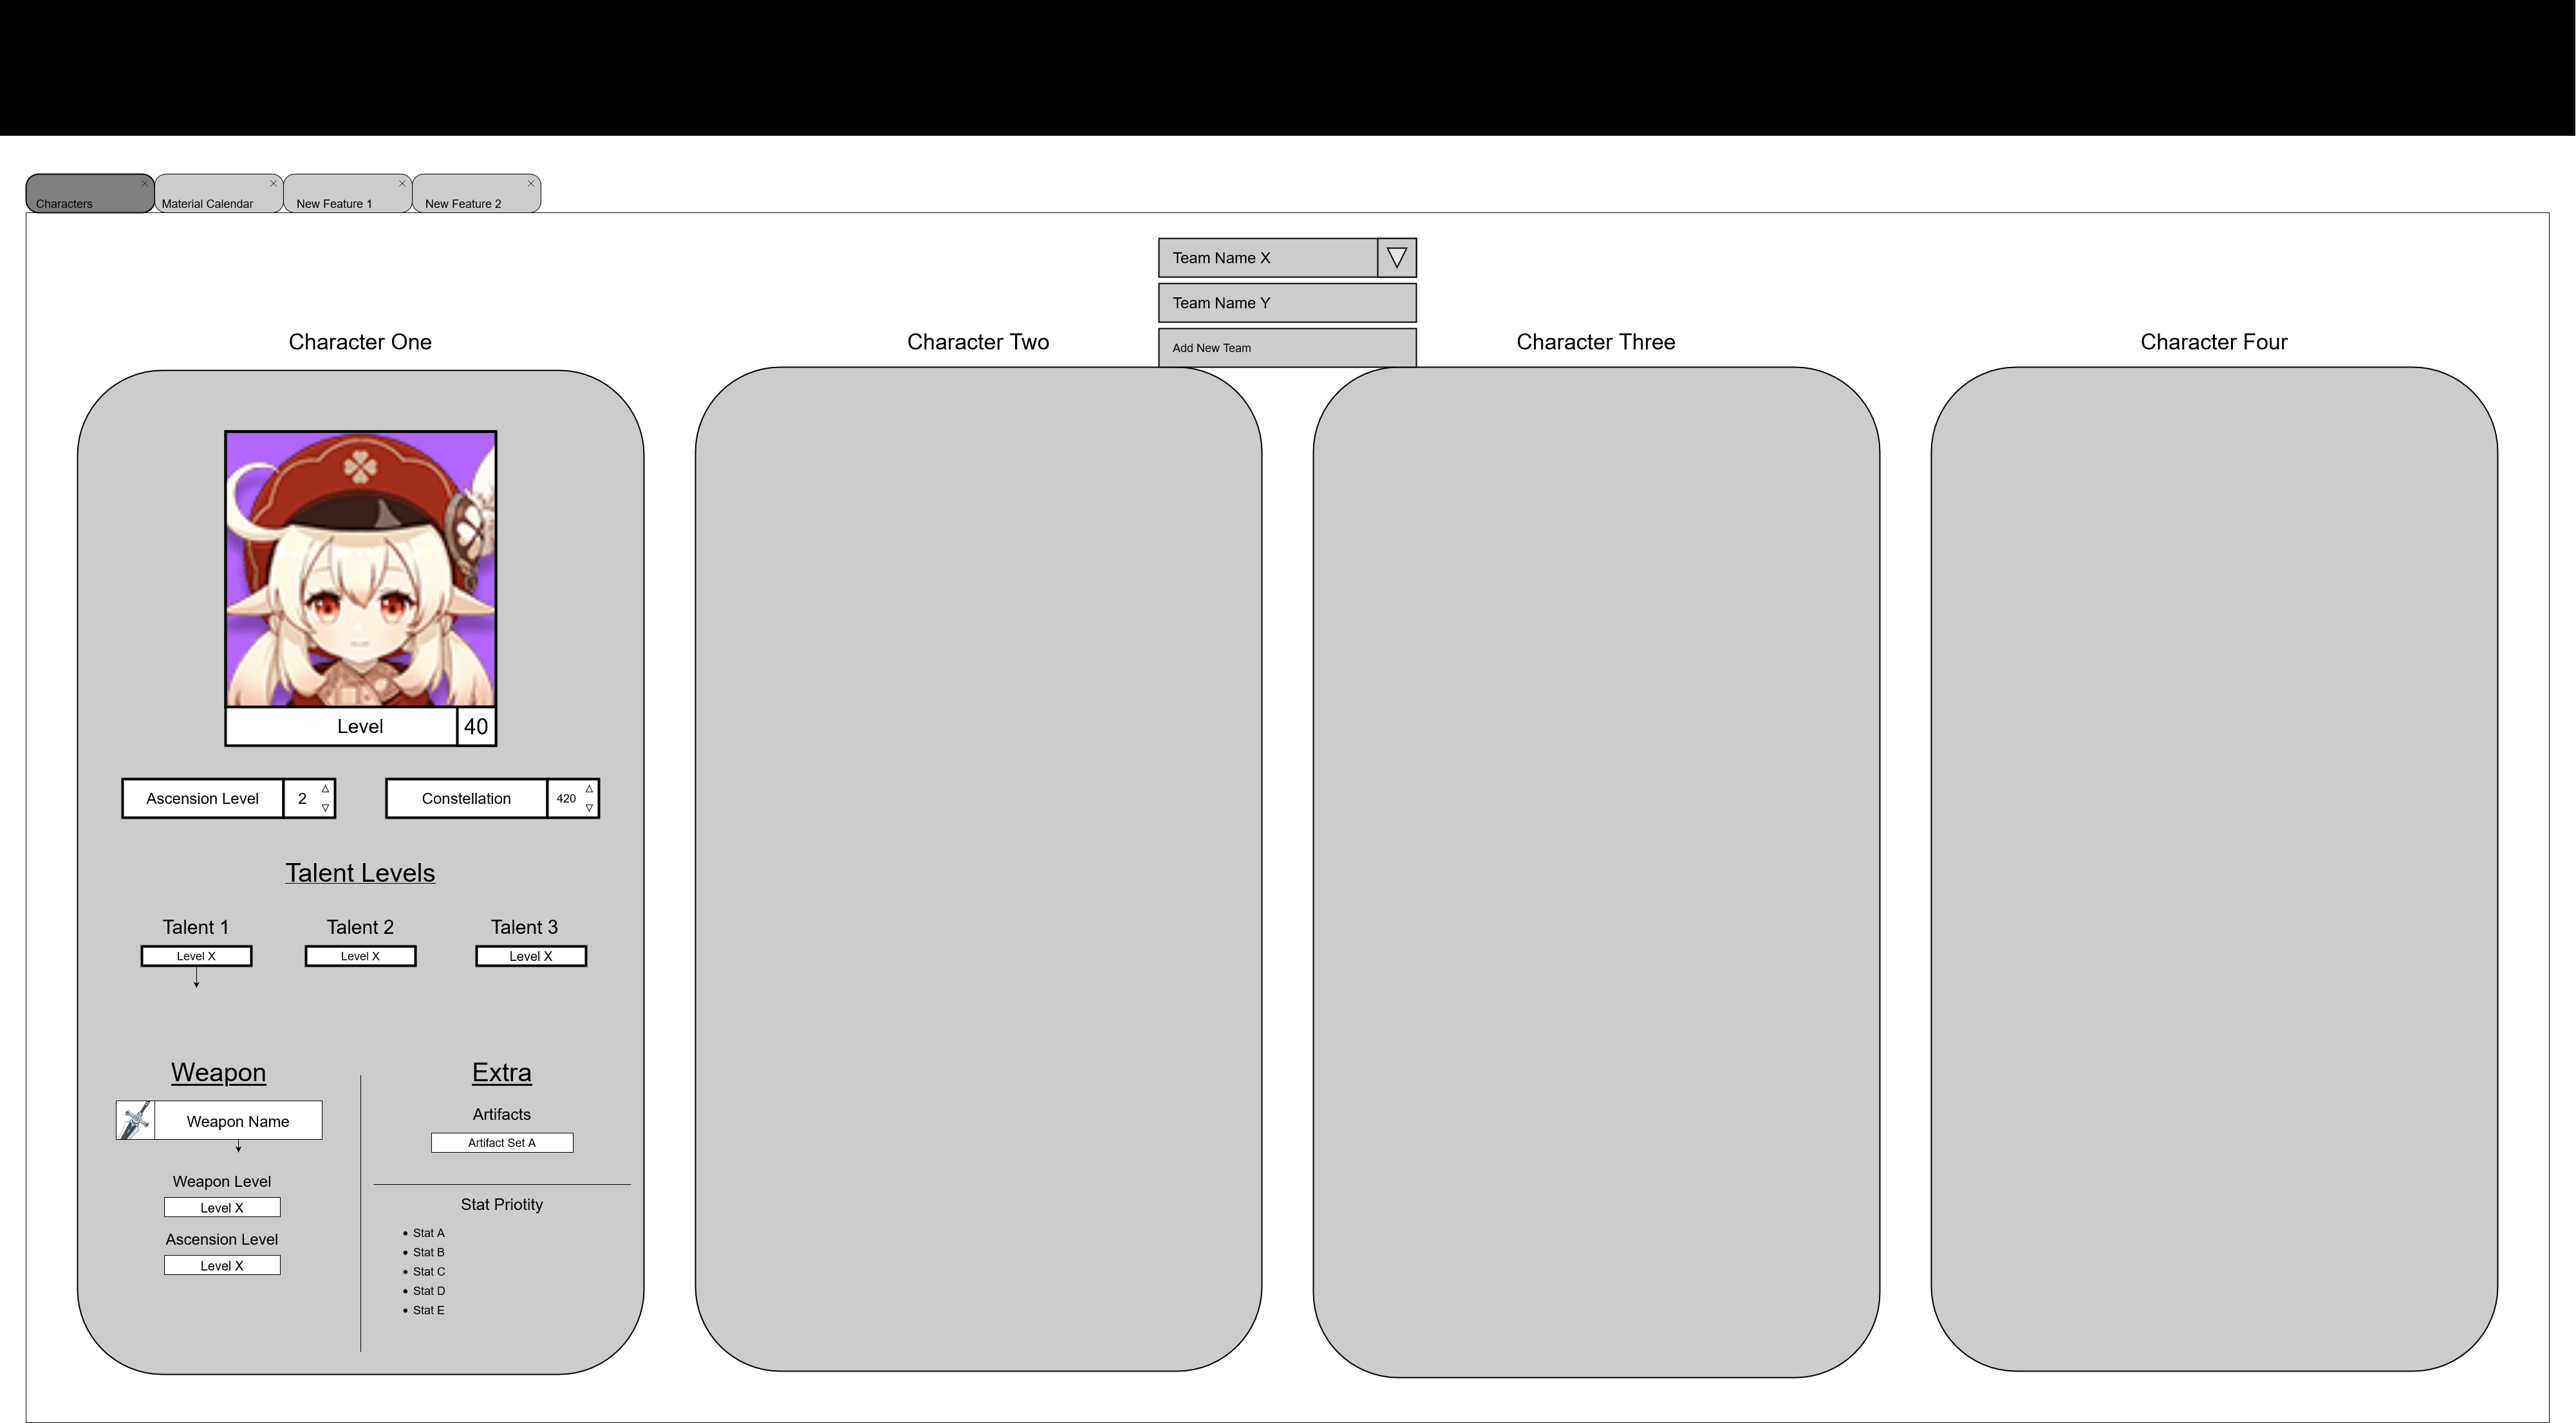 Characters
Material Calendar
New Feature 1
New Feature 2
Team Name X
Team Name Y
Add New Team
Character One
Character Two
Character Three
Character Four
Level
40
Ascension Level
2
Constellation
420
Talent Levels
Talent 1
Talent 2
Talent 3
Level X
Level X
Level X
Weapon
Weapon Name
Weapon Level
Level X
Ascension Level
Level X
Extra
Artifacts
Artifact Set A
Stat Priotity
Stat A
Stat B
Stat C
Stat D
Stat E